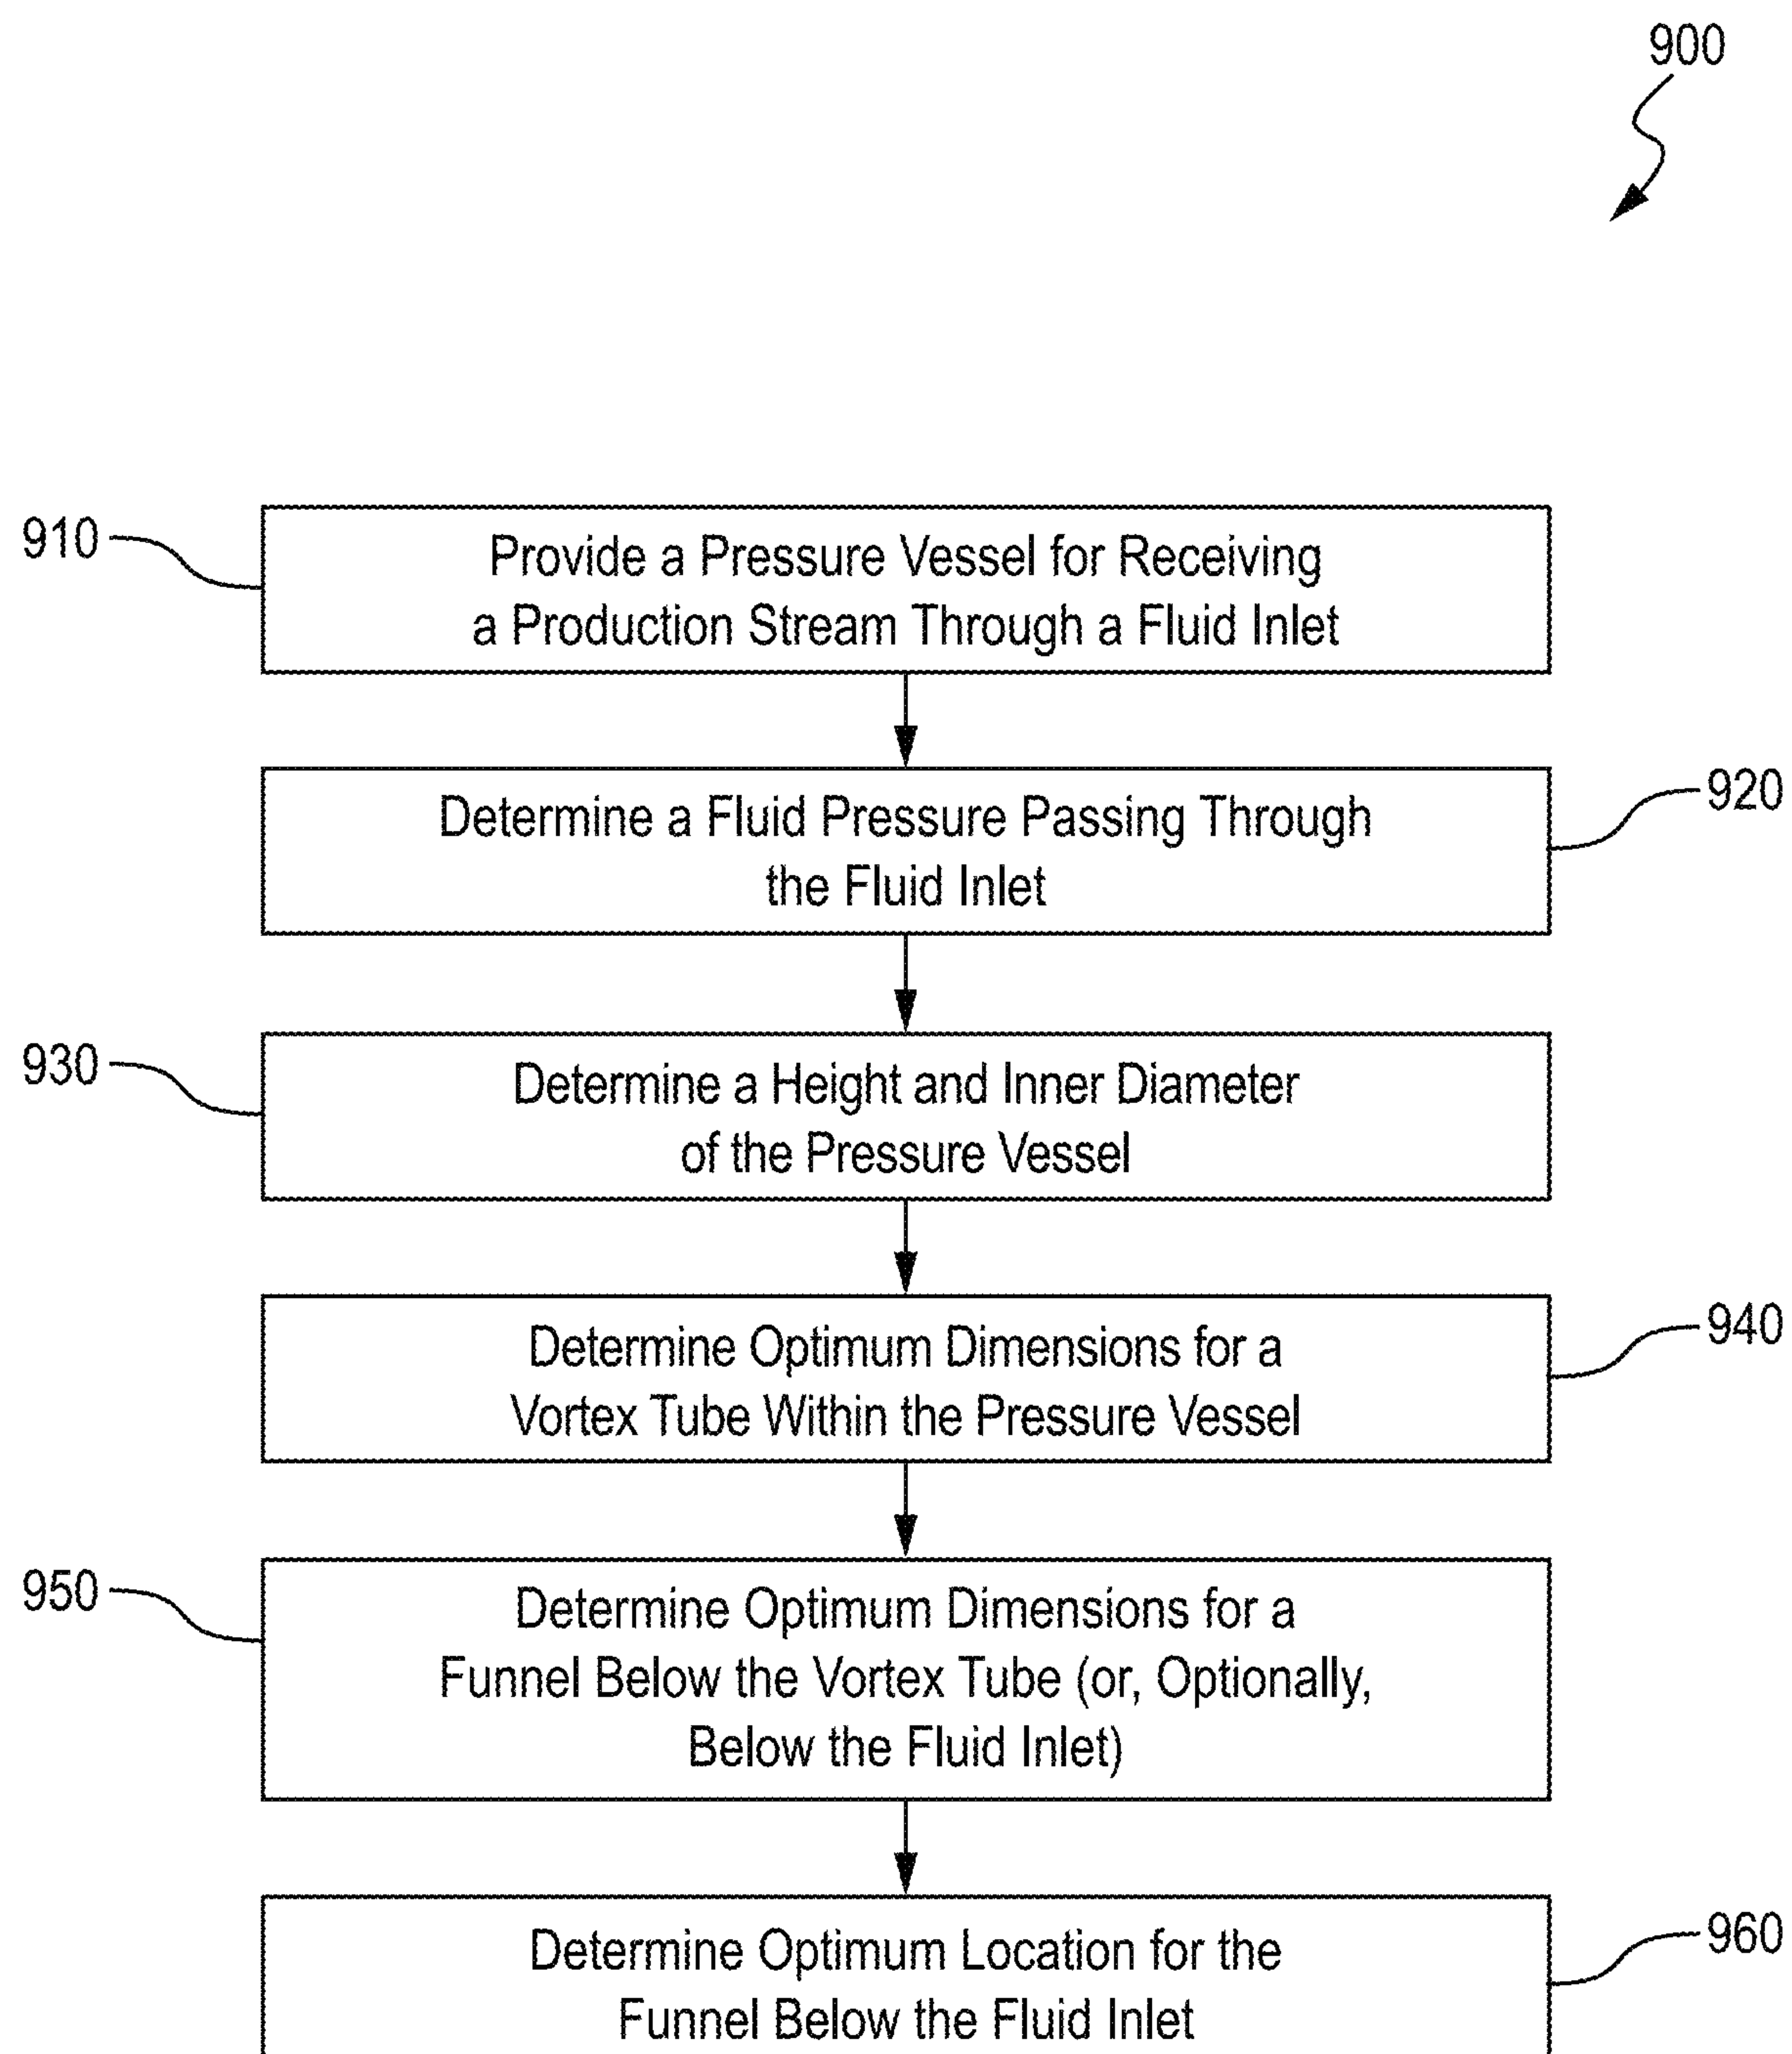 900
910
Provide a Pressure Vessel for Receiving
a Production Stream Through a Fluid Inlet
920
Determine a Fluid Pressure Passing Through
the Fluid Inlet
930
Determine a Height and Inner Diameter
of the Pressure Vessel
940
Determine Optimum Dimensions for a
Vortex Tube Within the Pressure Vessel
950
Determine Optimum Dimensions for a
Funnel Below the Vortex Tube (or, Optionally,
Below the Fluid Inlet)
960
Determine Optimum Location for the
Funnel Below the Fluid Inlet